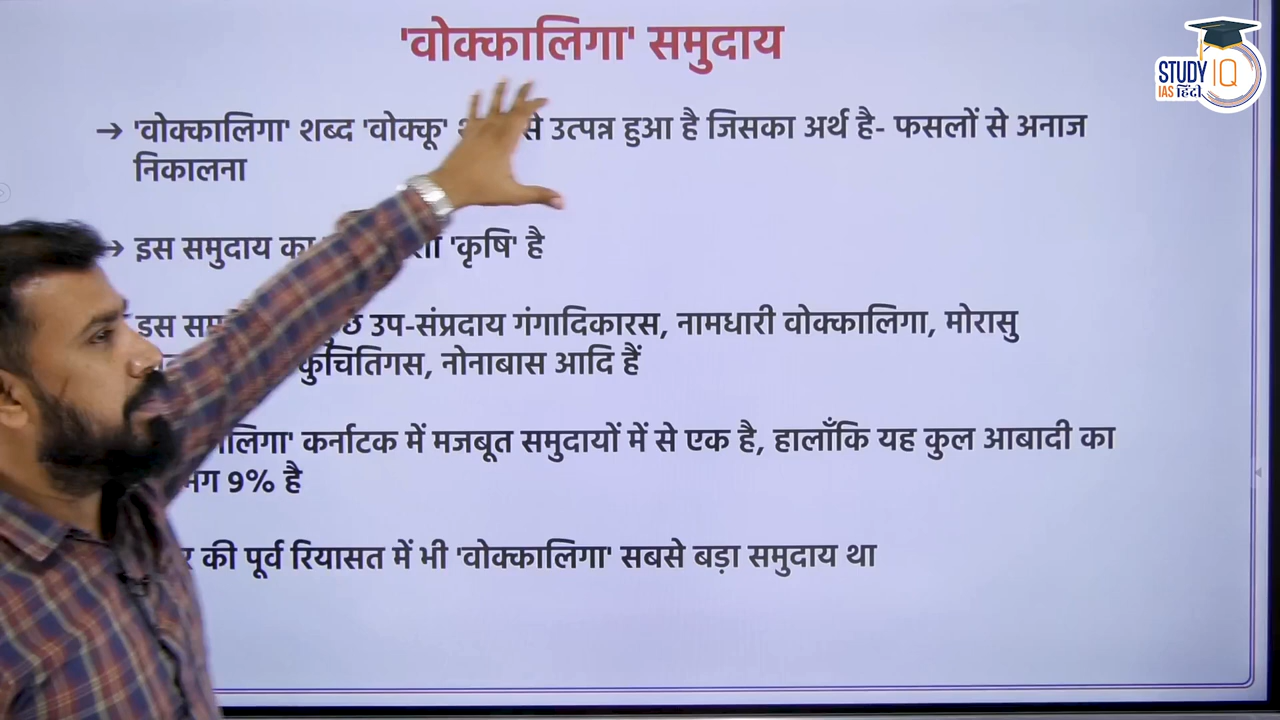 'वोक्कालिगा' समुदाय
STUDY IQ
IAS हिंदी
→ 'वोक्कालिगा' शब्द 'वोक्कू' से उत्पन्न हुआ है जिसका अर्थ है- फसलों से अनाज
निकालना
इस समुदाय का 'कृषि' है
इस उप-संप्रदाय गंगादिकारस, नामधारी वोक्कालिगा, मोरासु
कुंचितिगस, नोनाबास आदि हैं
कर्नाटक में मजबूत समुदायों में से एक है, हालाँकि यह कुल आबादी का
9% है
की पूर्व रियासत में भी 'वोक्कालिगा' सबसे बड़ा समुदाय था